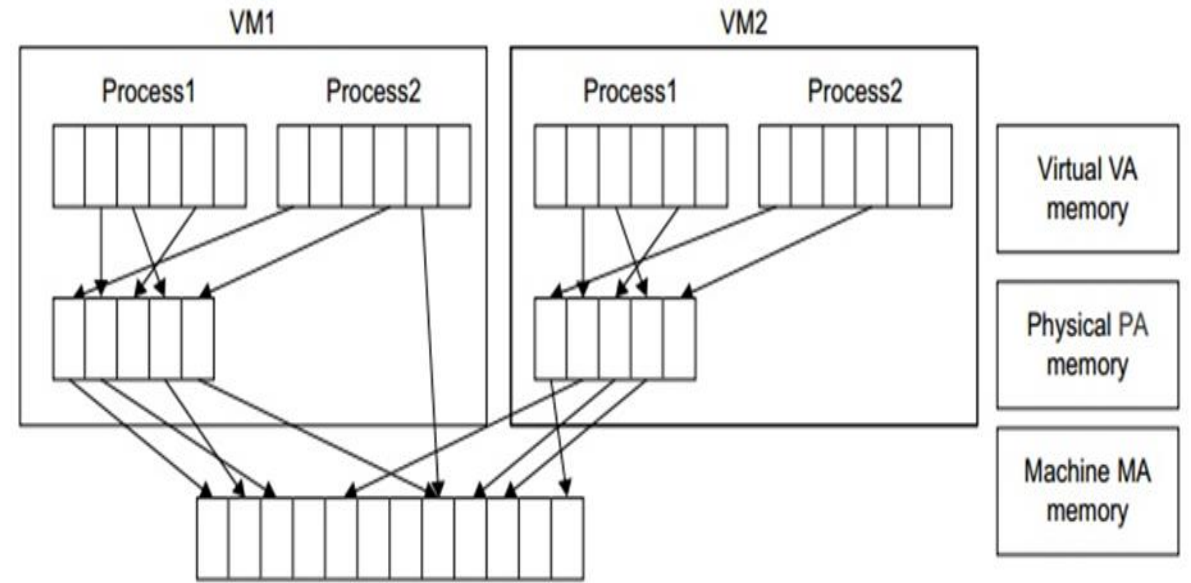 VM1
VM2
Process1
Process2
Process1
Process2
Virtual VA
memory
Physical PA
memory
Machine MA
memory